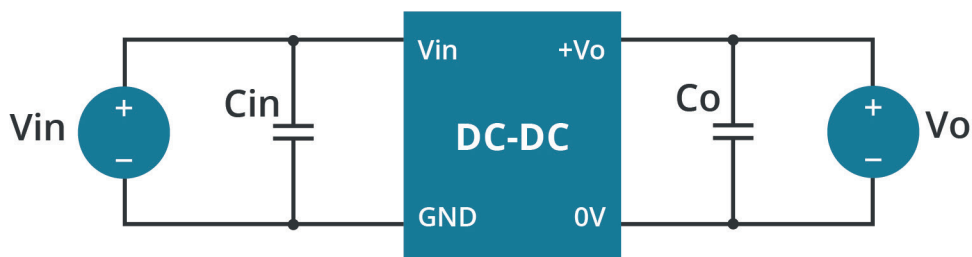 Vin
+
−
Cin
Vin +Vo
DC-DC
GND 0V
Co
+
−
Vo